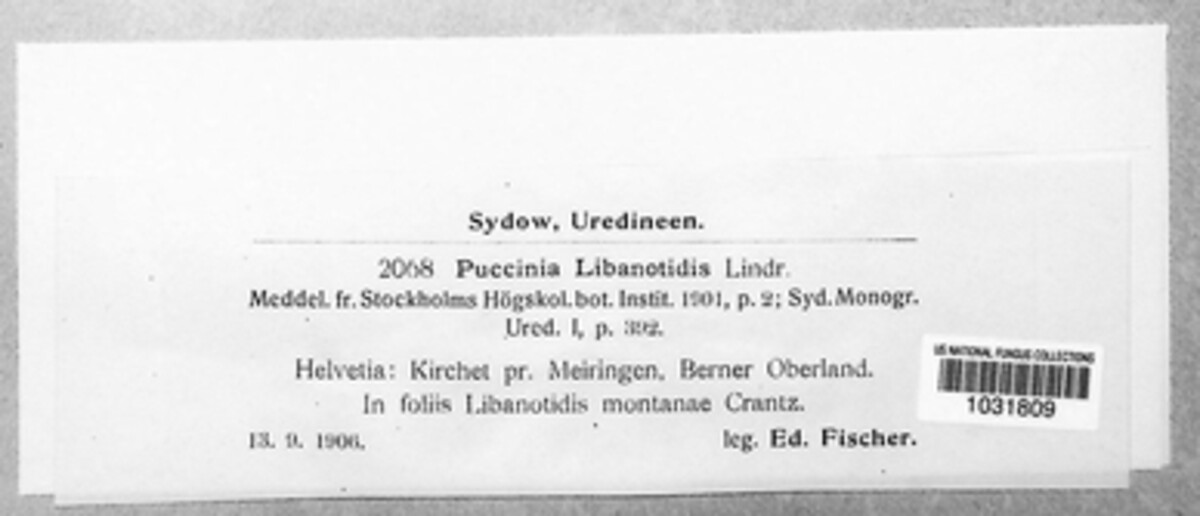 Sydow, Uredineen.
2068 Puccinia Libanotidis Lindr.
Meddel. fr. Stockholms Högskol. bot. Instit. 1901, p. 2; Syd. Monogr.
Ured. I, p. 392.
Helvetia: Kirchet pr. Meiringen, Berner Oberland.
In foliis Libanotidis montanae Crantz.
13. 9. 1906. leg. Ed. Fischer.
US NATIONAL FUNGUS COLLECTIONS
1031809